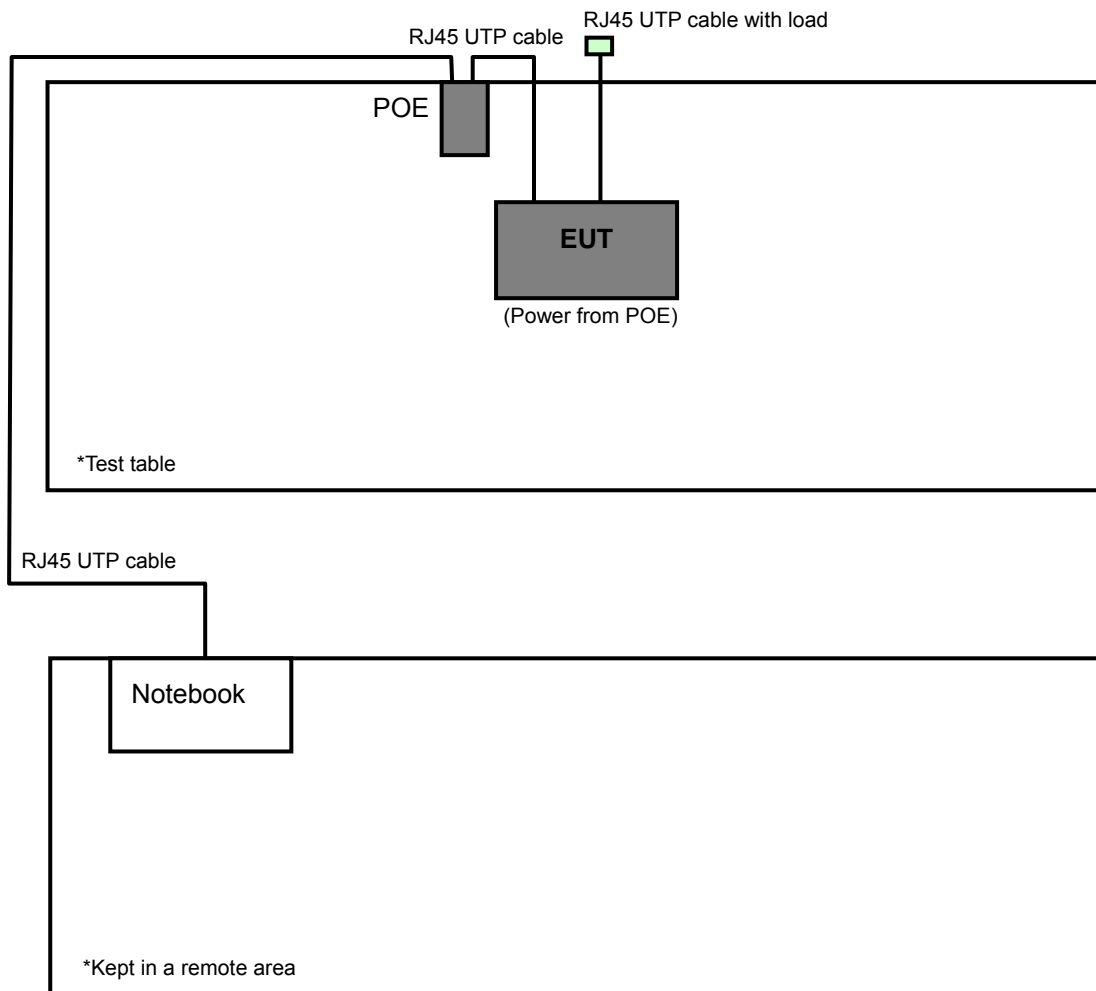 RJ45 UTP cable with load
RJ45 UTP cable
POE
EUT
(Power from POE)
*Test table
RJ45 UTP cable
Notebook
*Kept in a remote area